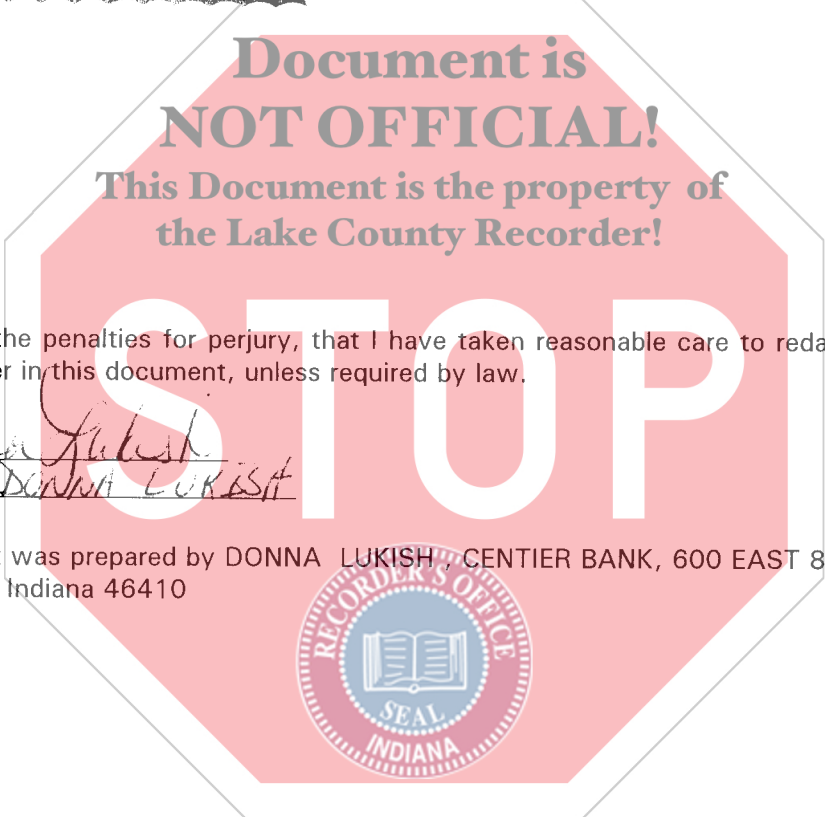 Document is
NOT OFFICIAL!
This Document is the property of
the Lake County Recorder!
STOP
the penalties for perjury, that I have taken reasonable care to reda
er in this document, unless required by law.
a Lukish
DONNA LUKISH
t was prepared by DONNA LUKISH , CENTIER BANK, 600 EAST 8
Indiana 46410
RECORDER'S OFFICE
SEAL
INDIANA